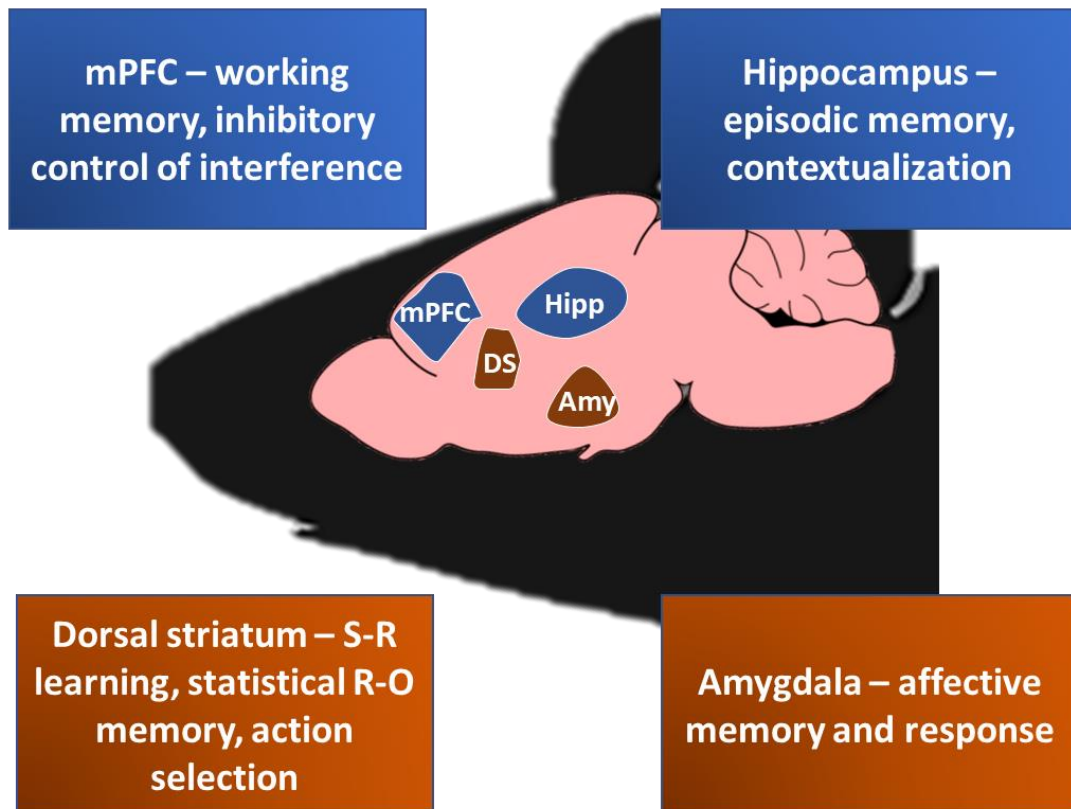 mPFC – working
memory, inhibitory
control of interference
Hippocampus –
episodic memory,
contextualization
mPFC
Hipp
DS
Amy
Dorsal striatum – S-R
learning, statistical R-O
memory, action
selection
Amygdala – affective
memory and response